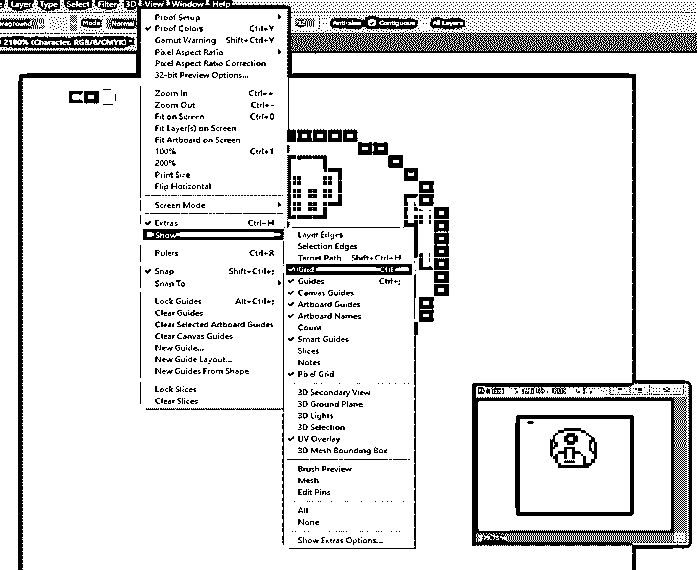 Layer Type Select Filter 3D View Window Help
Mode: Normal Anti-alias Contiguous All Layers
2100% (Character, RGB/8/CMYK)
Proof Setup
Proof Colors Ctrl+Y
Gamut Warning Shift+Ctrl+Y
Pixel Aspect Ratio
Pixel Aspect Ratio Correction
32-bit Preview Options...
Zoom In Ctrl++
Zoom Out Ctrl+-
Fit on Screen Ctrl+0
Fit Layer(s) on Screen
Fit Artboard on Screen
100% Ctrl+1
200%
Print Size
Flip Horizontal
Screen Mode
Extras Ctrl+H
Show
Rulers Ctrl+R
Snap Shift+Ctrl+;
Snap To
Lock Guides Alt+Ctrl+;
Clear Guides
Clear Selected Artboard Guides
Clear Canvas Guides
New Guide...
New Guide Layout...
New Guides From Shape
Lock Slices
Clear Slices
Layer Edges
Selection Edges
Target Path Shift+Ctrl+H
Grid
Guides Ctrl+;
Canvas Guides
Artboard Guides
Artboard Names
Count
Smart Guides
Slices
Notes
Pixel Grid
3D Secondary View
3D Ground Plane
3D Lights
3D Selection
UV Overlay
3D Mesh Bounding Box
Brush Preview
Mesh
Edit Pins
All
None
Show Extras Options...